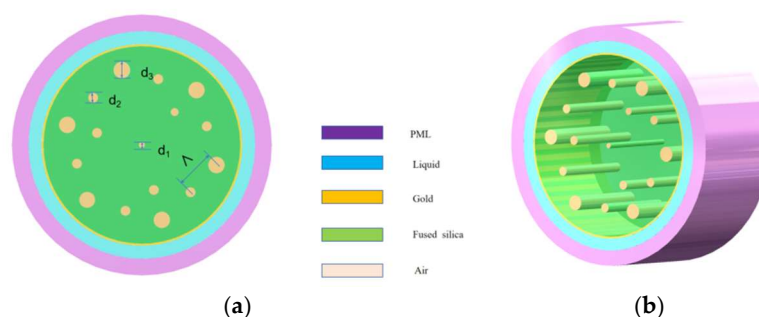 d₃
d₂
d₁
Λ
PML
Liquid
Gold
Fused silica
Air
(a)
(b)